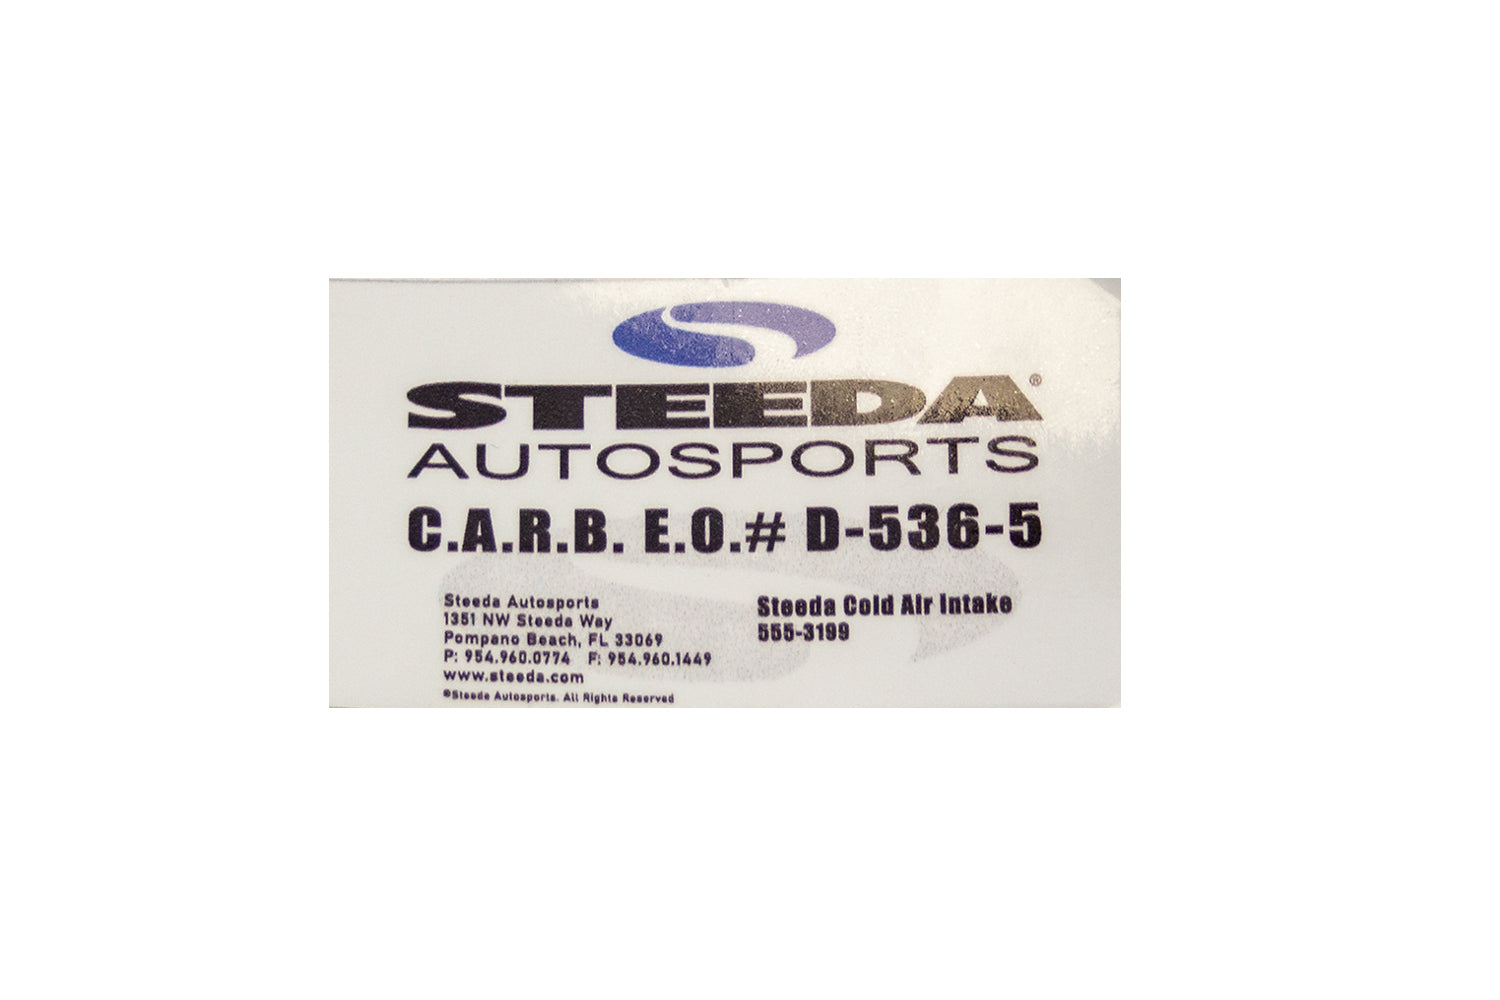 STEEDA®
AUTOSPORTS
C.A.R.B. E.O.# D-536-5
Steeda Autosports
1351 NW Steeda Way
Pompano Beach, FL 33069
P: 954.960.0774 F: 954.960.1449
www.steeda.com
©Steeda Autosports. All Rights Reserved
Steeda Cold Air Intake
555-3199